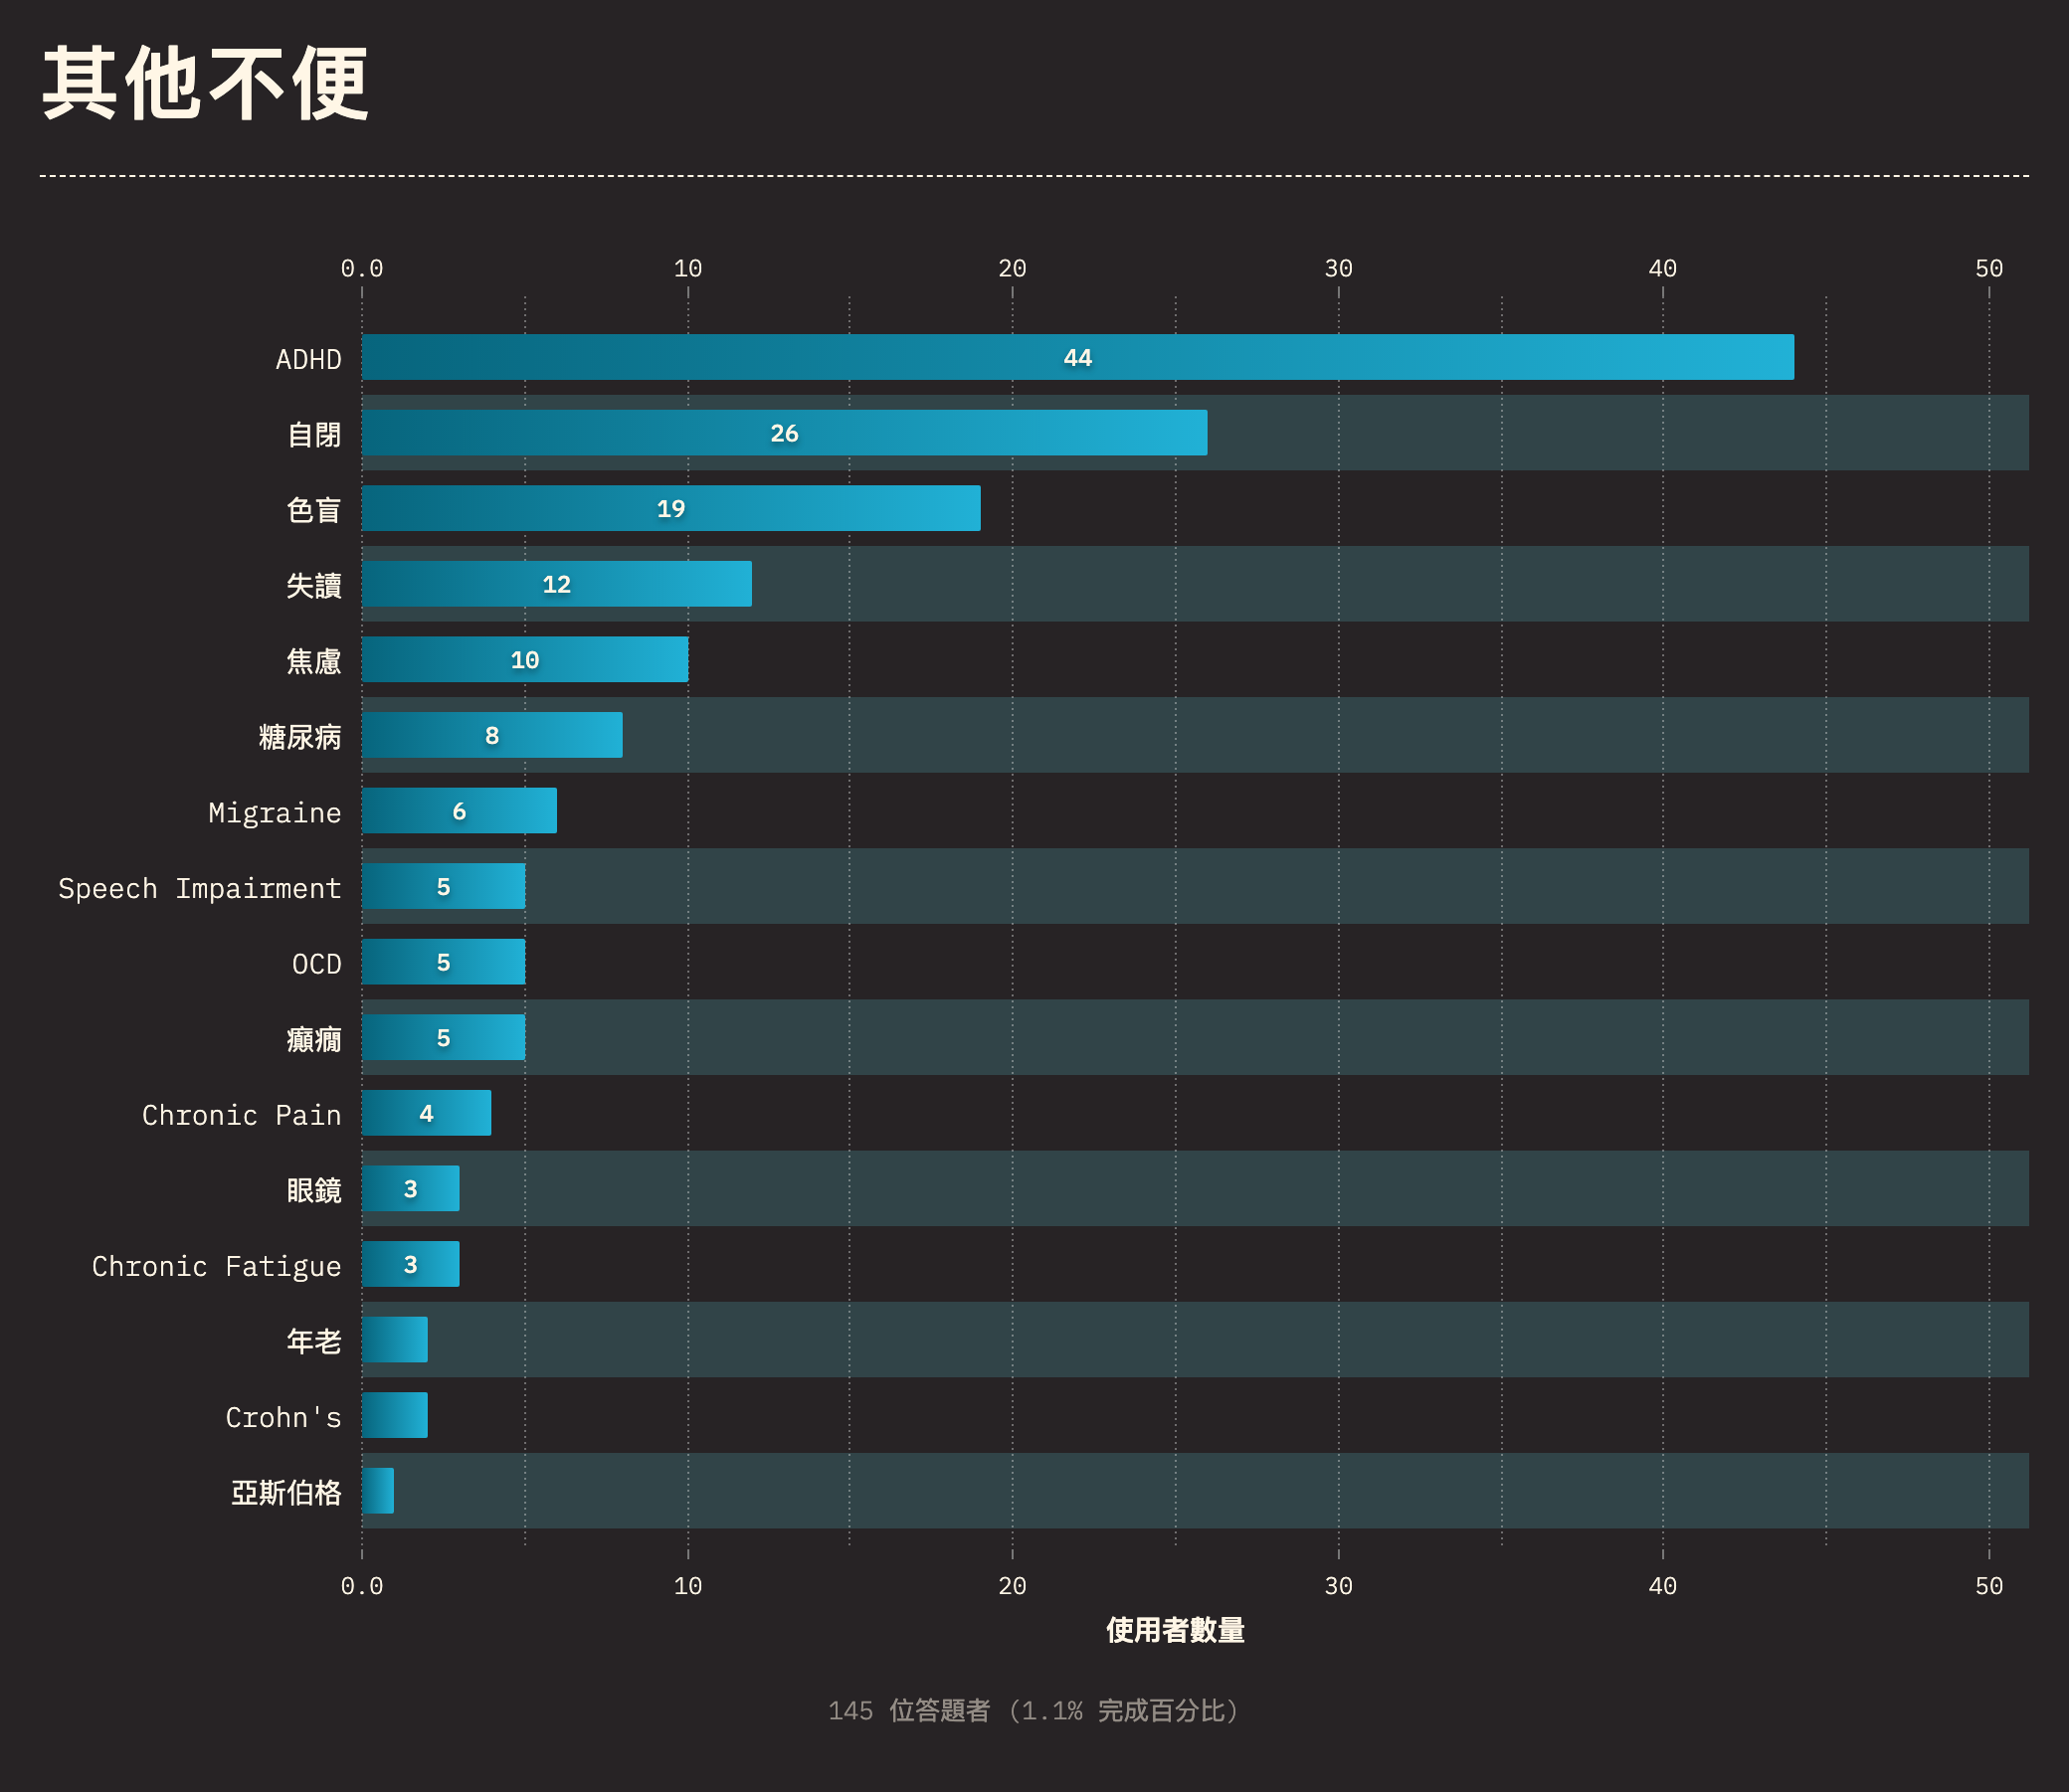 其他不便
0.0 10 20 30 40 50
ADHD 44
自閉 26
色盲 19
失讀 12
焦慮 10
糖尿病 8
Migraine 6
Speech Impairment 5
OCD 5
癲癇 5
Chronic Pain 4
眼鏡 3
Chronic Fatigue 3
年老
Crohn's
亞斯伯格
0.0 10 20 30 40 50
使用者數量
145 位答題者 (1.1% 完成百分比)